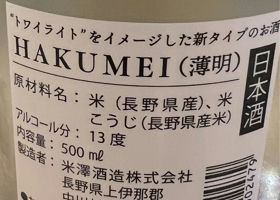 "トワイライト"をイメージした新タイプのお酒
HAKUMEI(薄明)
日本酒
原材料名:米(長野県産)、米
こうじ(長野県産米)
アルコール分:13度
内容量:500㎖
製造者:米澤酒造株式会社
長野県上伊那郡